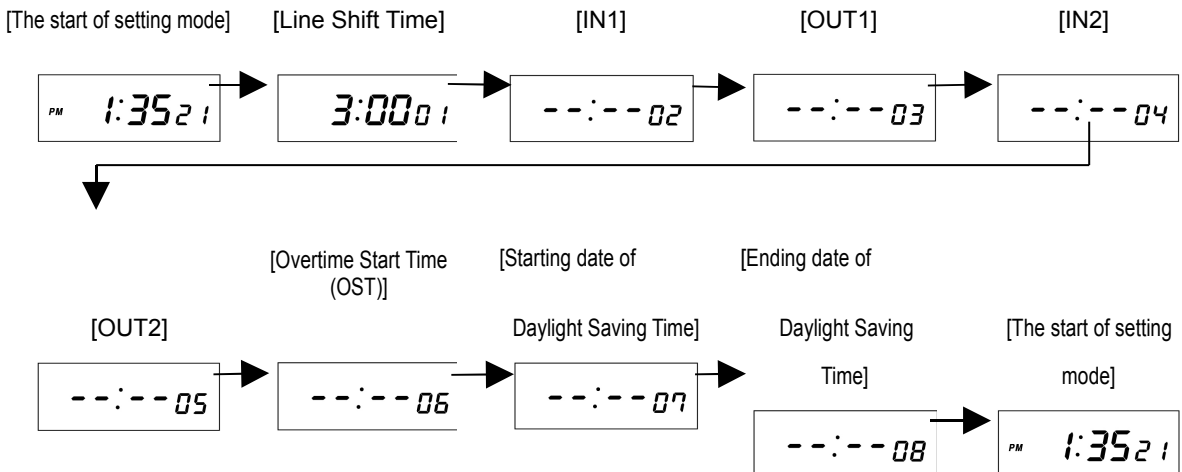 [The start of setting mode] [Line Shift Time] [IN1] [OUT1] [IN2]
PM 1:35 21 3:00 01 --:-- 02 --:-- 03 --:-- 04
[Overtime Start Time
(OST)]
[Starting date of
Daylight Saving Time]
[Ending date of
Daylight Saving
Time]
[OUT2]
[The start of setting
mode]
--:-- 05 --:-- 06 --:-- 07 --:-- 08 PM 1:35 21